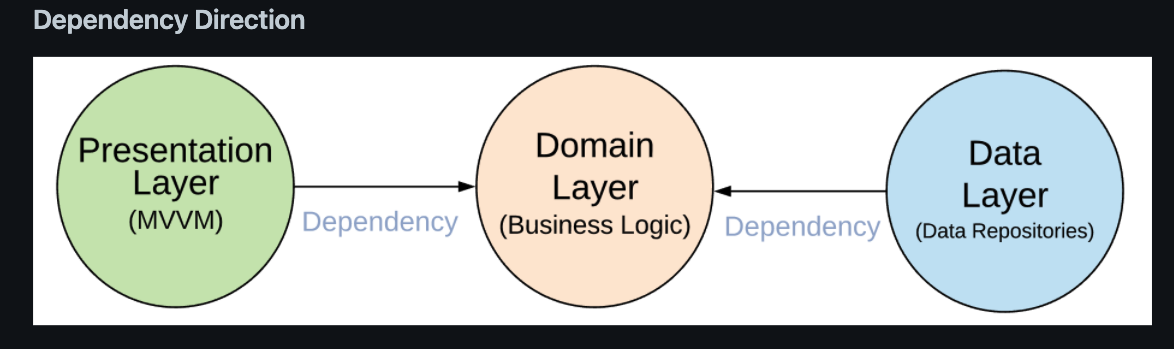 Dependency Direction
Presentation
Layer
(MVVM)
Dependency
Domain
Layer
(Business Logic)
Dependency
Data
Layer
(Data Repositories)